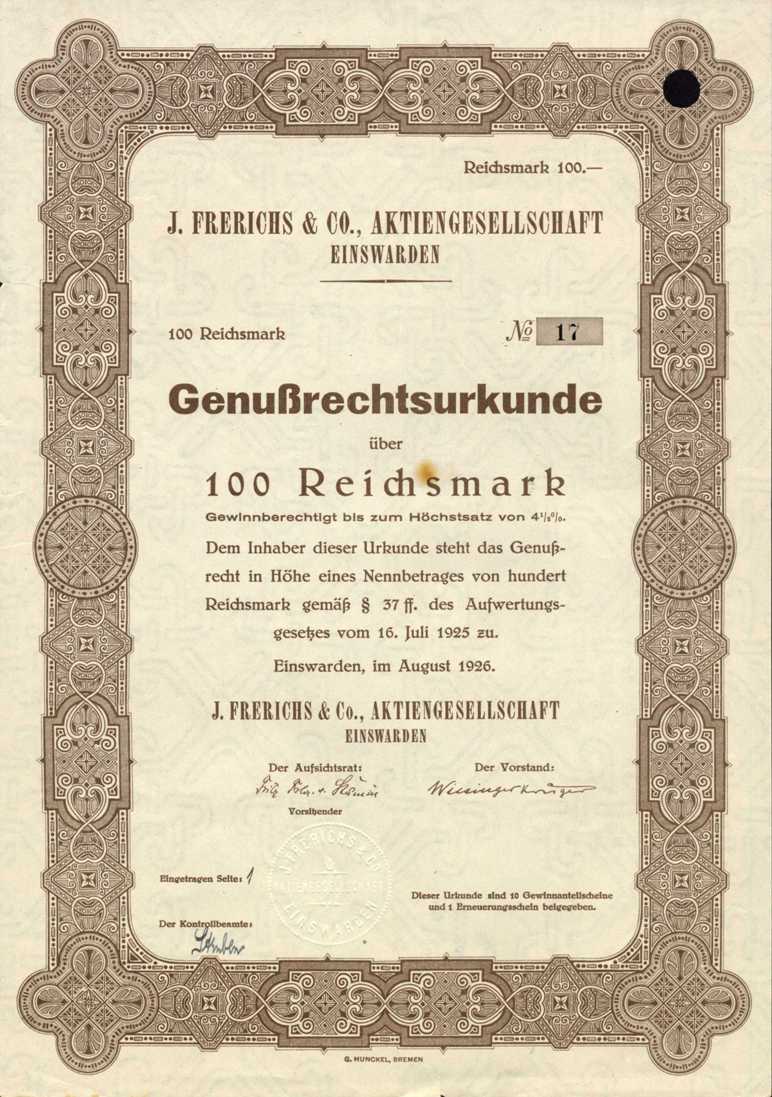 Reichsmark 100.—
J. FRERICHS & CO., AKTIENGESELLSCHAFT
EINSWARDEN
100 Reichsmark
No 17
Genußrechtsurkunde
über
100 Reichsmark
Gewinnberechtigt bis zum Höchstsatz von 4½%.
Dem Inhaber dieser Urkunde steht das Genuß-
recht in Höhe eines Nennbetrages von hundert
Reichsmark gemäß § 37 ff. des Aufwertungs-
gesetzes vom 16. Juli 1925 zu.
Einswarden, im August 1926.
J. FRERICHS & Co., AKTIENGESELLSCHAFT
EINSWARDEN
Der Aufsichtsrat:
Vorsitzender
Der Vorstand:
J. FRERICHS & Co.
AKTIENGESELLSCHAFT
EINSWARDEN
Eingetragen Seite: 1
Der Kontrollbeamte:
Dieser Urkunde sind 10 Gewinnanteilscheine
und 1 Erneuerungsschein beigegeben.
G. HUNCKEL, BREMEN